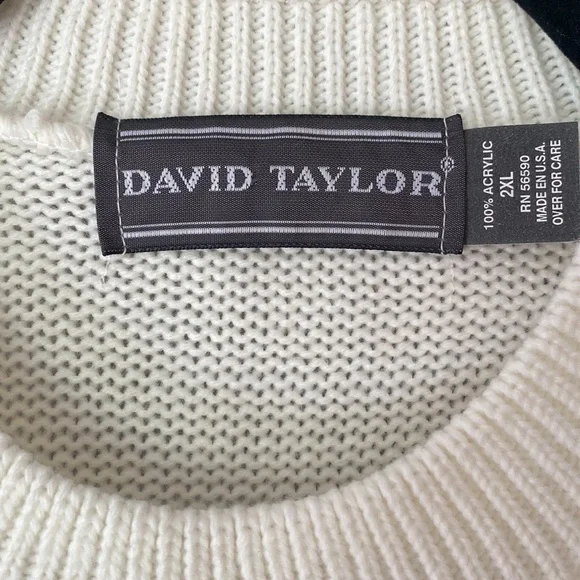 DAVID TAYLOR®
100% ACRYLIC
2XL
RN 56590
MADE EN U.S.A.
OVER FOR CARE